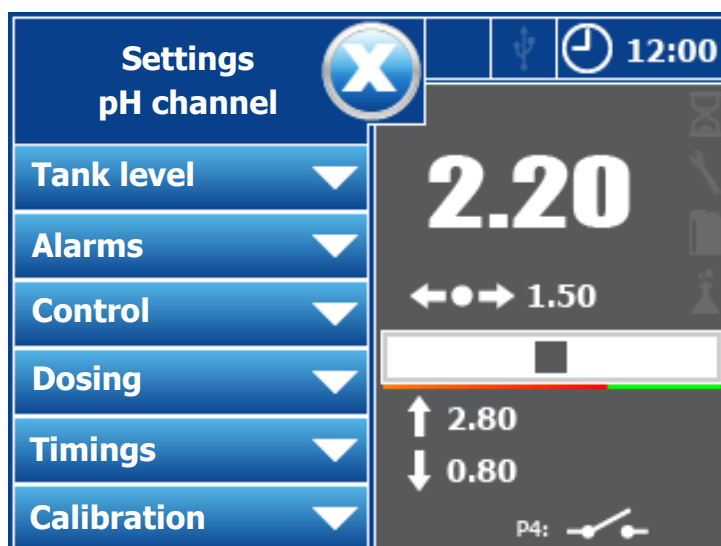 Settings
pH channel
X
12:00
Tank level
Alarms
Control
Dosing
Timings
Calibration
2.20
1.50
2.80
0.80
P4: